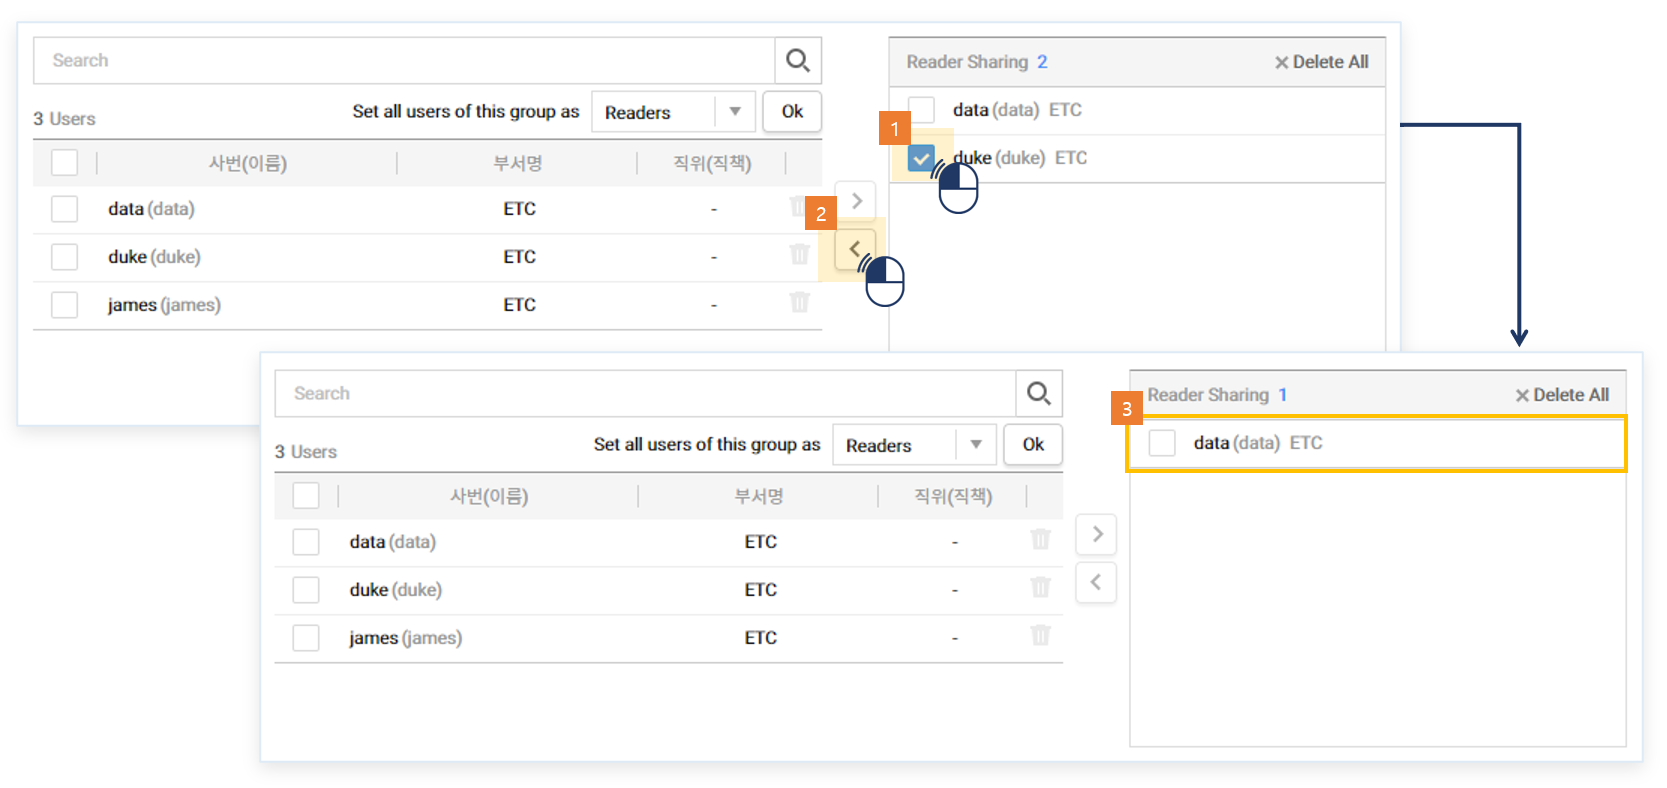 Search
3 Users
Set all users of this group as Readers Ok
사번(이름) 부서명 직위(직책)
data (data) ETC -
duke (duke) ETC -
james (james) ETC -
2
Reader Sharing 2 Delete All
data (data) ETC
1
duke (duke) ETC
Search
3 Users
Set all users of this group as Readers Ok
사번(이름) 부서명 직위(직책)
data (data) ETC -
duke (duke) ETC -
james (james) ETC -
Reader Sharing 1 Delete All
3
data (data) ETC